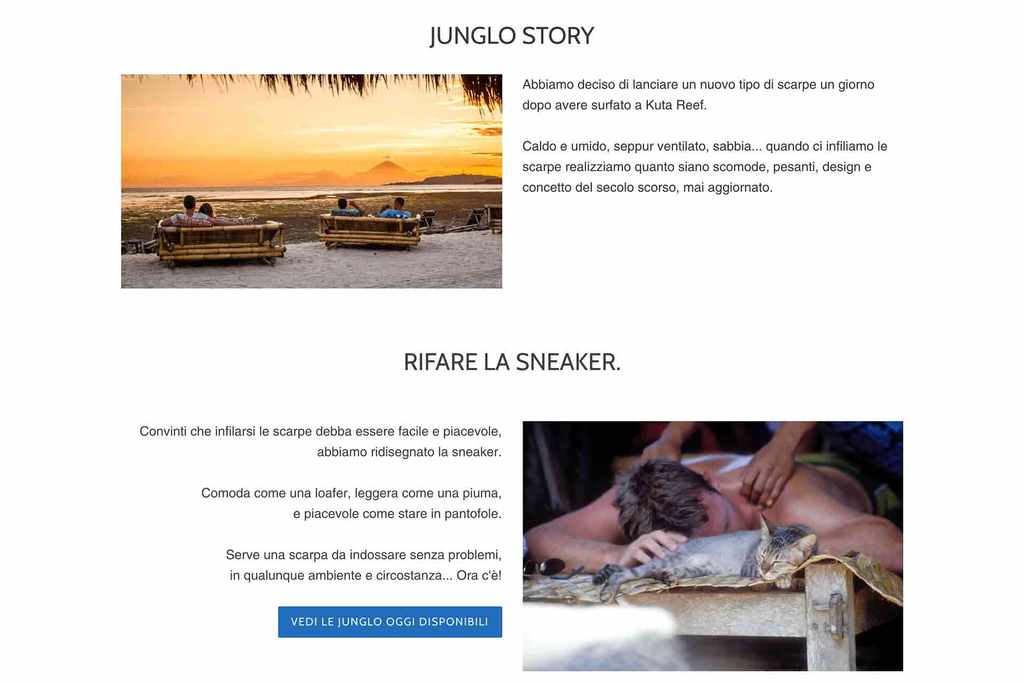 JUNGLO STORY
Abbiamo deciso di lanciare un nuovo tipo di scarpe un giorno
dopo avere surfato a Kuta Reef.
Caldo e umido, seppur ventilato, sabbia... quando ci infiliamo le
scarpe realizziamo quanto siano scomode, pesanti, design e
concetto del secolo scorso, mai aggiornato.
RIFARE LA SNEAKER.
Convinti che infilarsi le scarpe debba essere facile e piacevole,
abbiamo ridisegnato la sneaker.
Comoda come una loafer, leggera come una piuma,
e piacevole come stare in pantofole.
Serve una scarpa da indossare senza problemi,
in qualunque ambiente e circostanza... Ora c'è!
VEDI LE JUNGLO OGGI DISPONIBILI